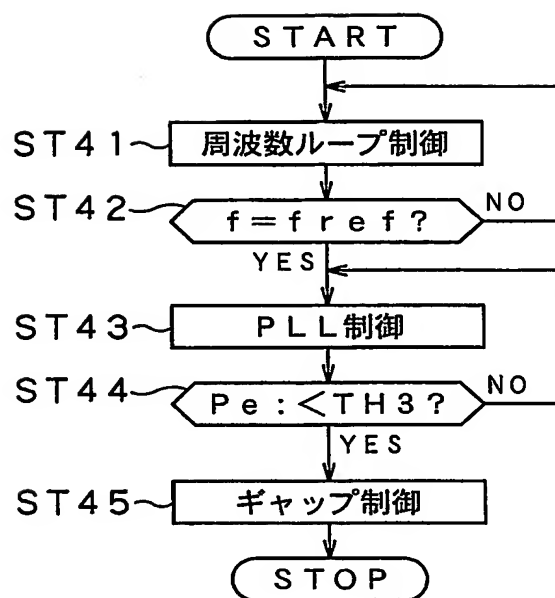 START
ST41 周波数ループ制御
ST42 f=fref? NO
YES
ST43 PLL制御
ST44 Pe:<TH3? NO
YES
ST45 ギャップ制御
STOP